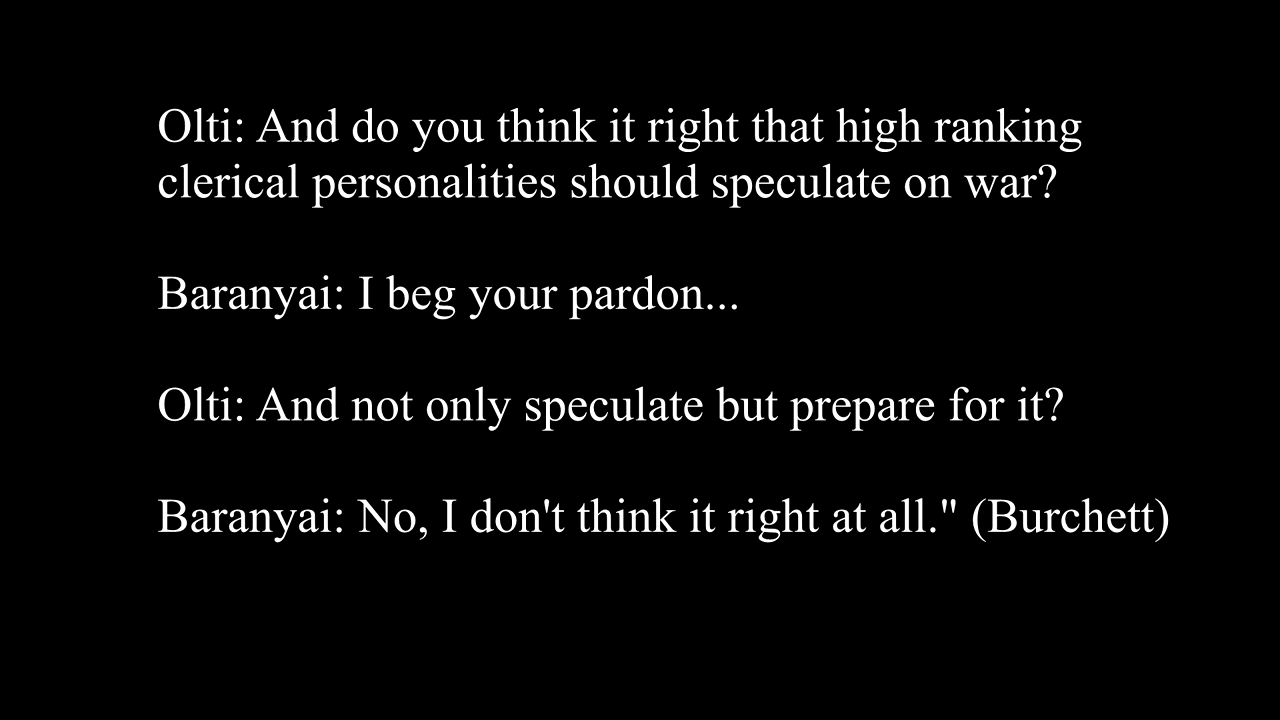 Olti: And do you think it right that high ranking
clerical personalities should speculate on war?
Baranyai: I beg your pardon...
Olti: And not only speculate but prepare for it?
Baranyai: No, I don't think it right at all." (Burchett)